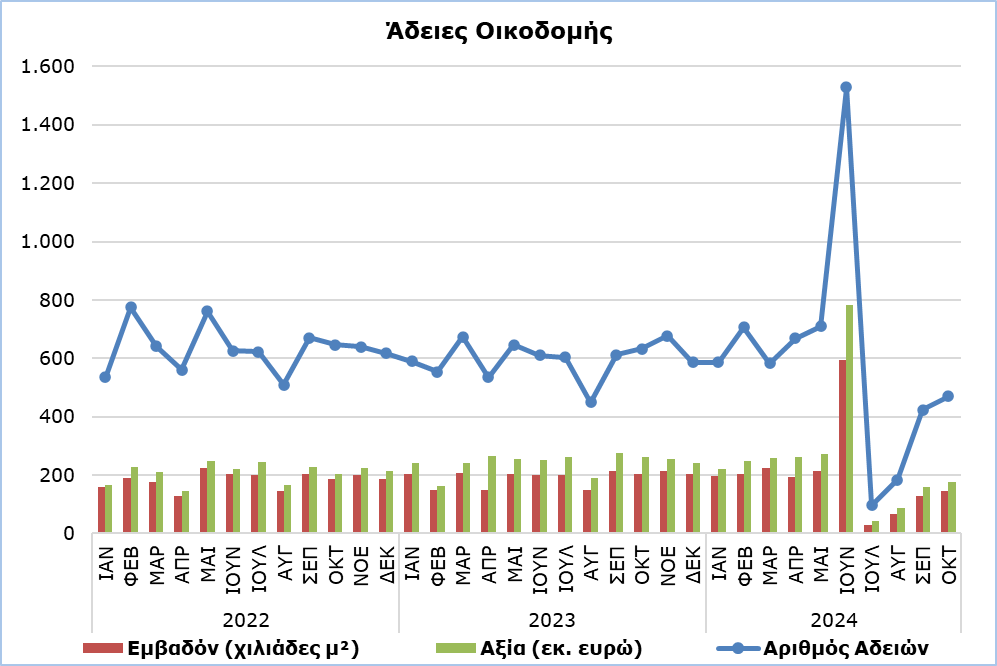 Άδειες Οικοδομής
1.600
1.400
1.200
1.000
800
600
400
200
0
ΙΑΝ ΦΕΒ ΜΑΡ ΑΠΡ ΜΑΙ ΙΟΥΝ ΙΟΥΛ ΑΥΓ ΣΕΠ ΟΚΤ ΝΟΕ ΔΕΚ ΙΑΝ ΦΕΒ ΜΑΡ ΑΠΡ ΜΑΙ ΙΟΥΝ ΙΟΥΛ ΑΥΓ ΣΕΠ ΟΚΤ ΝΟΕ ΔΕΚ ΙΑΝ ΦΕΒ ΜΑΡ ΑΠΡ ΜΑΙ ΙΟΥΝ ΙΟΥΛ ΑΥΓ ΣΕΠ ΟΚΤ
2022 2023 2024
Εμβαδόν (χιλιάδες μ²) Αξία (εκ. ευρώ) Αριθμός Αδειών